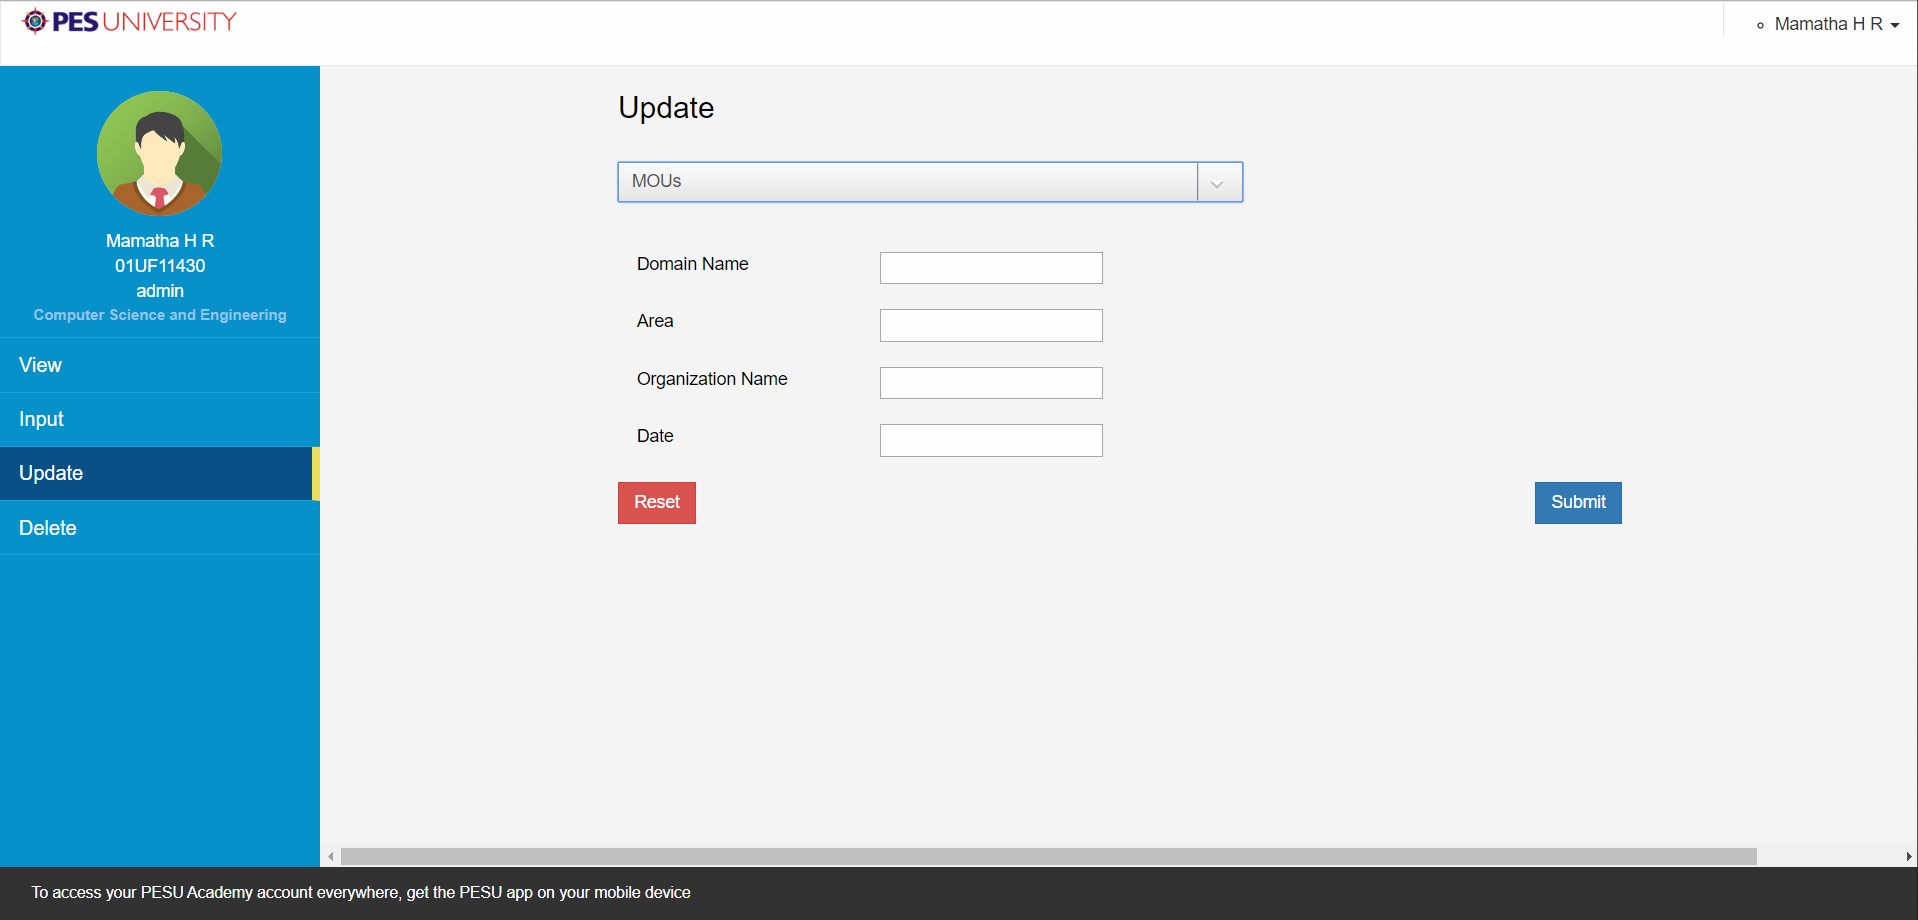 PES UNIVERSITY
Mamatha H R
Mamatha H R
01UF11430
admin
Computer Science and Engineering
View
Input
Update
Delete
Update
MOUs
Domain Name
Area
Organization Name
Date
Reset
Submit
To access your PESU Academy account everywhere, get the PESU app on your mobile device